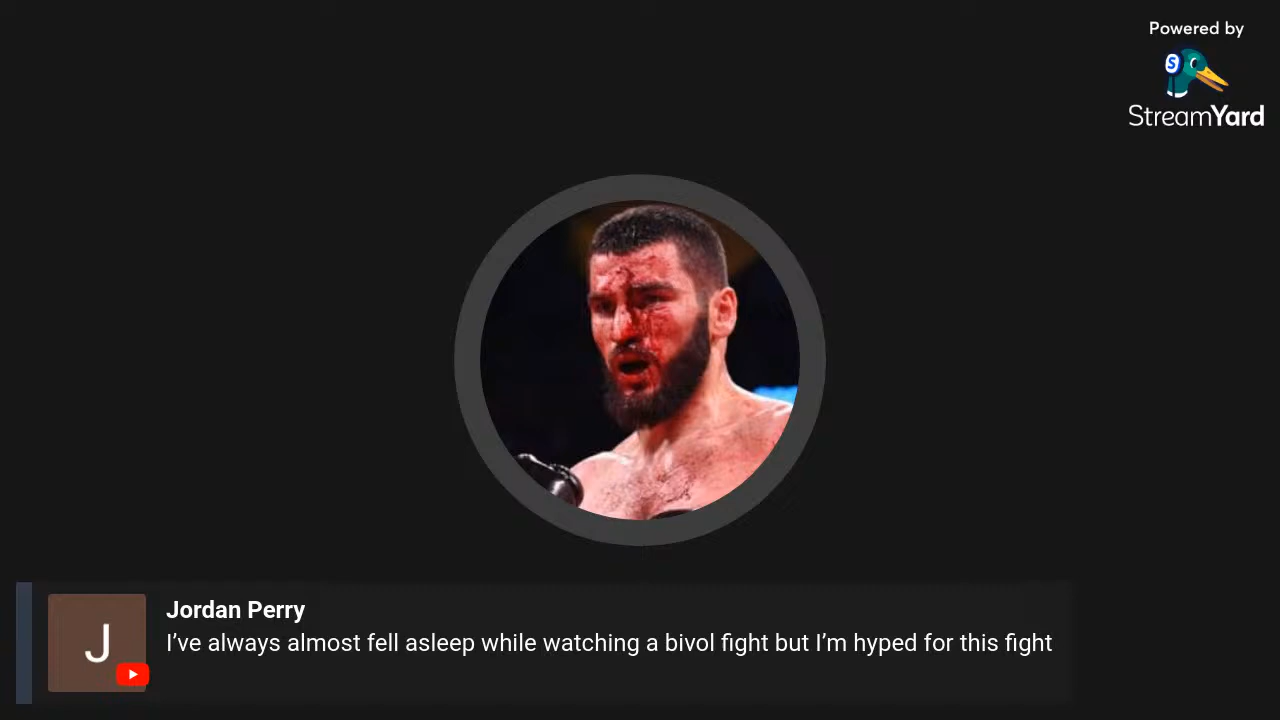 Powered by
S
StreamYard
J
Jordan Perry
I’ve always almost fell asleep while watching a bivol fight but I’m hyped for this fight